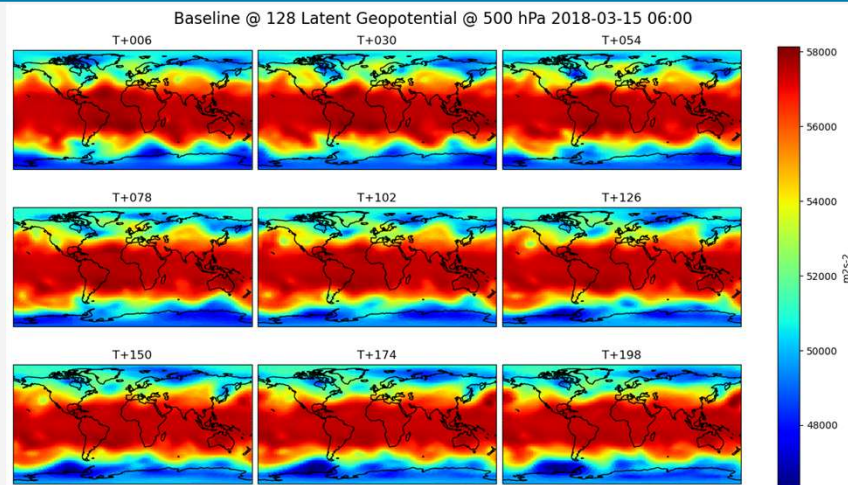 Baseline @ 128 Latent Geopotential @ 500 hPa 2018-03-15 06:00
T+006
T+030
T+054
T+078
T+102
T+126
T+150
T+174
T+198
58000
56000
54000
52000
50000
48000
m2s-2